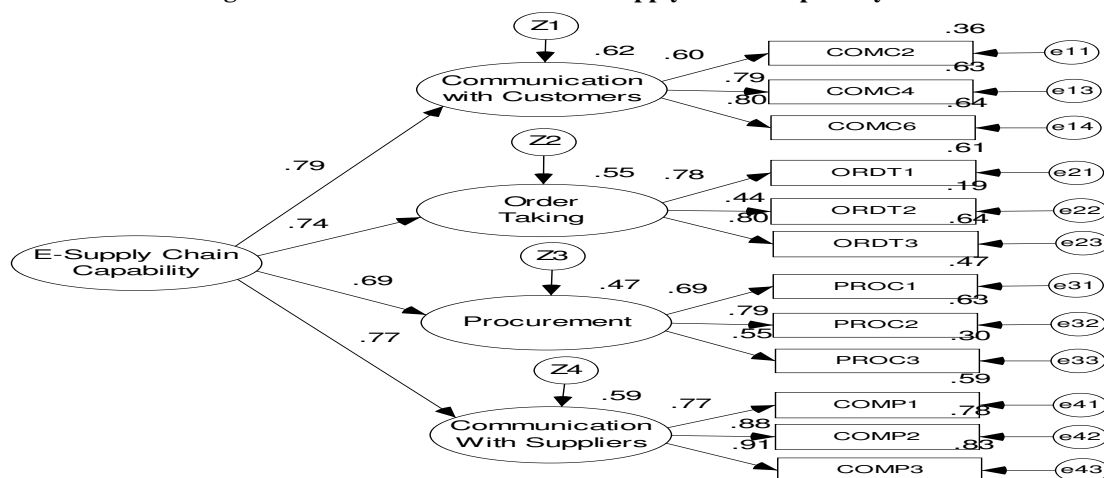 Z1
.36
.62
.60
COMC2
e11
Communication
with Customers
.79
.63
COMC4
e13
.80
.64
COMC6
e14
Z2
.61
.79
.55
.78
ORDT1
e21
.19
Order
Taking
.44
ORDT2
e22
.74
.80
.64
ORDT3
e23
E-Supply Chain
Capability
Z3
.47
.69
.47
.69
PROC1
e31
.63
Procurement
.79
PROC2
e32
.55
.30
.77
PROC3
e33
Z4
.59
.59
.77
COMP1
e41
.78
Communication
With Suppliers
.88
COMP2
e42
.91
.83
COMP3
e43